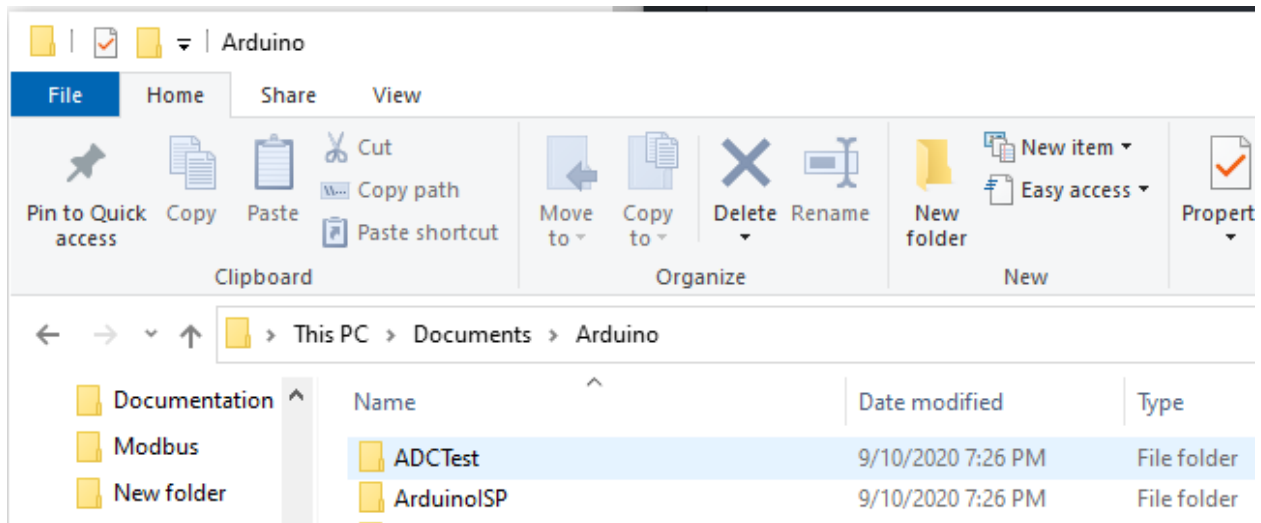 Arduino
File Home Share View
Pin to Quick access
Copy
Paste
Cut
Copy path
Paste shortcut
Clipboard
Move to
Copy to
Delete
Rename
Organize
New folder
New item
Easy access
New
Propert
This PC > Documents > Arduino
Documentation
Modbus
New folder
Name Date modified Type
ADCTest 9/10/2020 7:26 PM File folder
ArduinoISP 9/10/2020 7:26 PM File folder